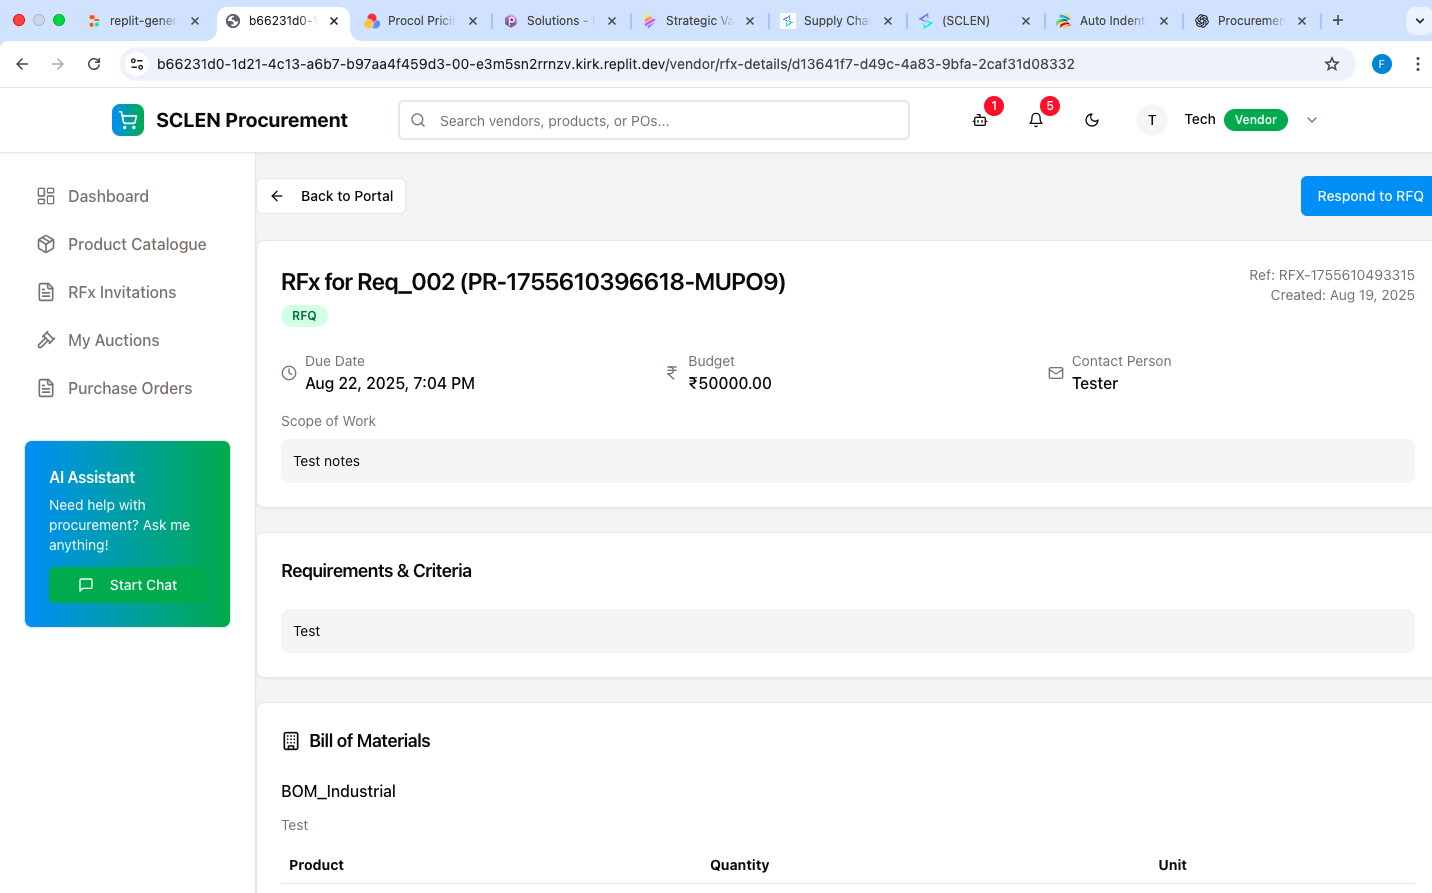 replit-gener
b66231d0-1
Procol Pricin
Solutions -
Strategic Va
Supply Chai
(SCLEN)
Auto Indenti
Procuremen
b66231d0-1d21-4c13-a6b7-b97aa4f459d3-00-e3m5sn2rrnzv.kirk.replit.dev/vendor/rfx-details/d13641f7-d49c-4a83-9bfa-2caf31d08332
F
SCLEN Procurement
Search vendors, products, or POs...
1
5
T
Tech
Vendor
Dashboard
Product Catalogue
RFx Invitations
My Auctions
Purchase Orders
AI Assistant
Need help with
procurement? Ask me
anything!
Start Chat
Back to Portal
Respond to RFQ
RFx for Req_002 (PR-1755610396618-MUPO9)
RFQ
Ref: RFX-1755610493315
Created: Aug 19, 2025
Due Date
Aug 22, 2025, 7:04 PM
Budget
₹50000.00
Contact Person
Tester
Scope of Work
Test notes
Requirements & Criteria
Test
Bill of Materials
BOM_Industrial
Test
Product Quantity Unit